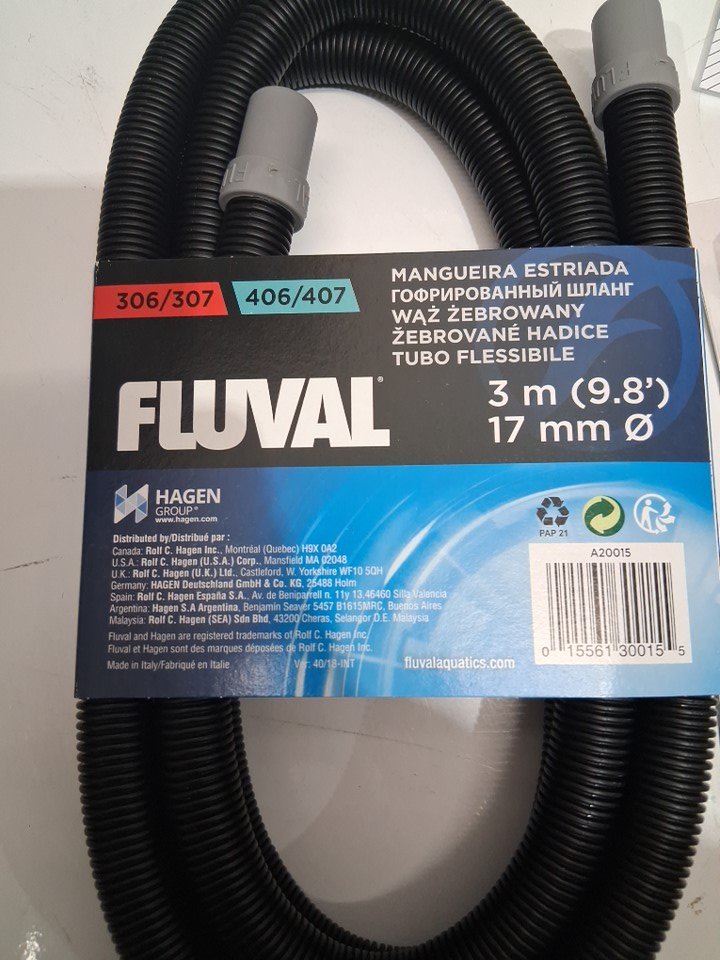 306/307
406/407
MANGUEIRA ESTRIADA
ГОФРИРОВАННЫЙ ШЛАНГ
WĄŻ ŻEBROWANY
ŽEBROVANÉ HADICE
TUBO FLESSIBILE
FLUVAL®
3 m (9.8')
17 mm Ø
HAGEN
GROUP®
www.hagen.com
Distributed by/Distribué par :
Canada: Rolf C. Hagen Inc., Montréal (Quebec) H9X 0A2
U.S.A.: Rolf C. Hagen (U.S.A.) Corp., Mansfield MA 02048
U.K.: Rolf C. Hagen (U.K.) Ltd., Castleford, W. Yorkshire WF10 5QH
Germany: HAGEN Deutschland GmbH & Co. KG, 25488 Holm
Spain: Rolf C. Hagen España S.A., Av. de Beniparrell n. 11y 13,46460 Silla Valencia
Argentina: Hagen S.A Argentina, Benjamin Seaver 5457 B1615MRC, Buenos Aires
Malaysia: Rolf C. Hagen (SEA) Sdn Bhd, 43200 Cheras, Selangor D.E. Malaysia
Fluval and Hagen are registered trademarks of Rolf C. Hagen Inc.
Fluval et Hagen sont des marques déposées de Rolf C. Hagen Inc.
Made in Italy/Fabriqué en Italie
Ver: 40/18-INT
fluvalaquatics.com
PAP 21
A20015
0 15561 30015 5